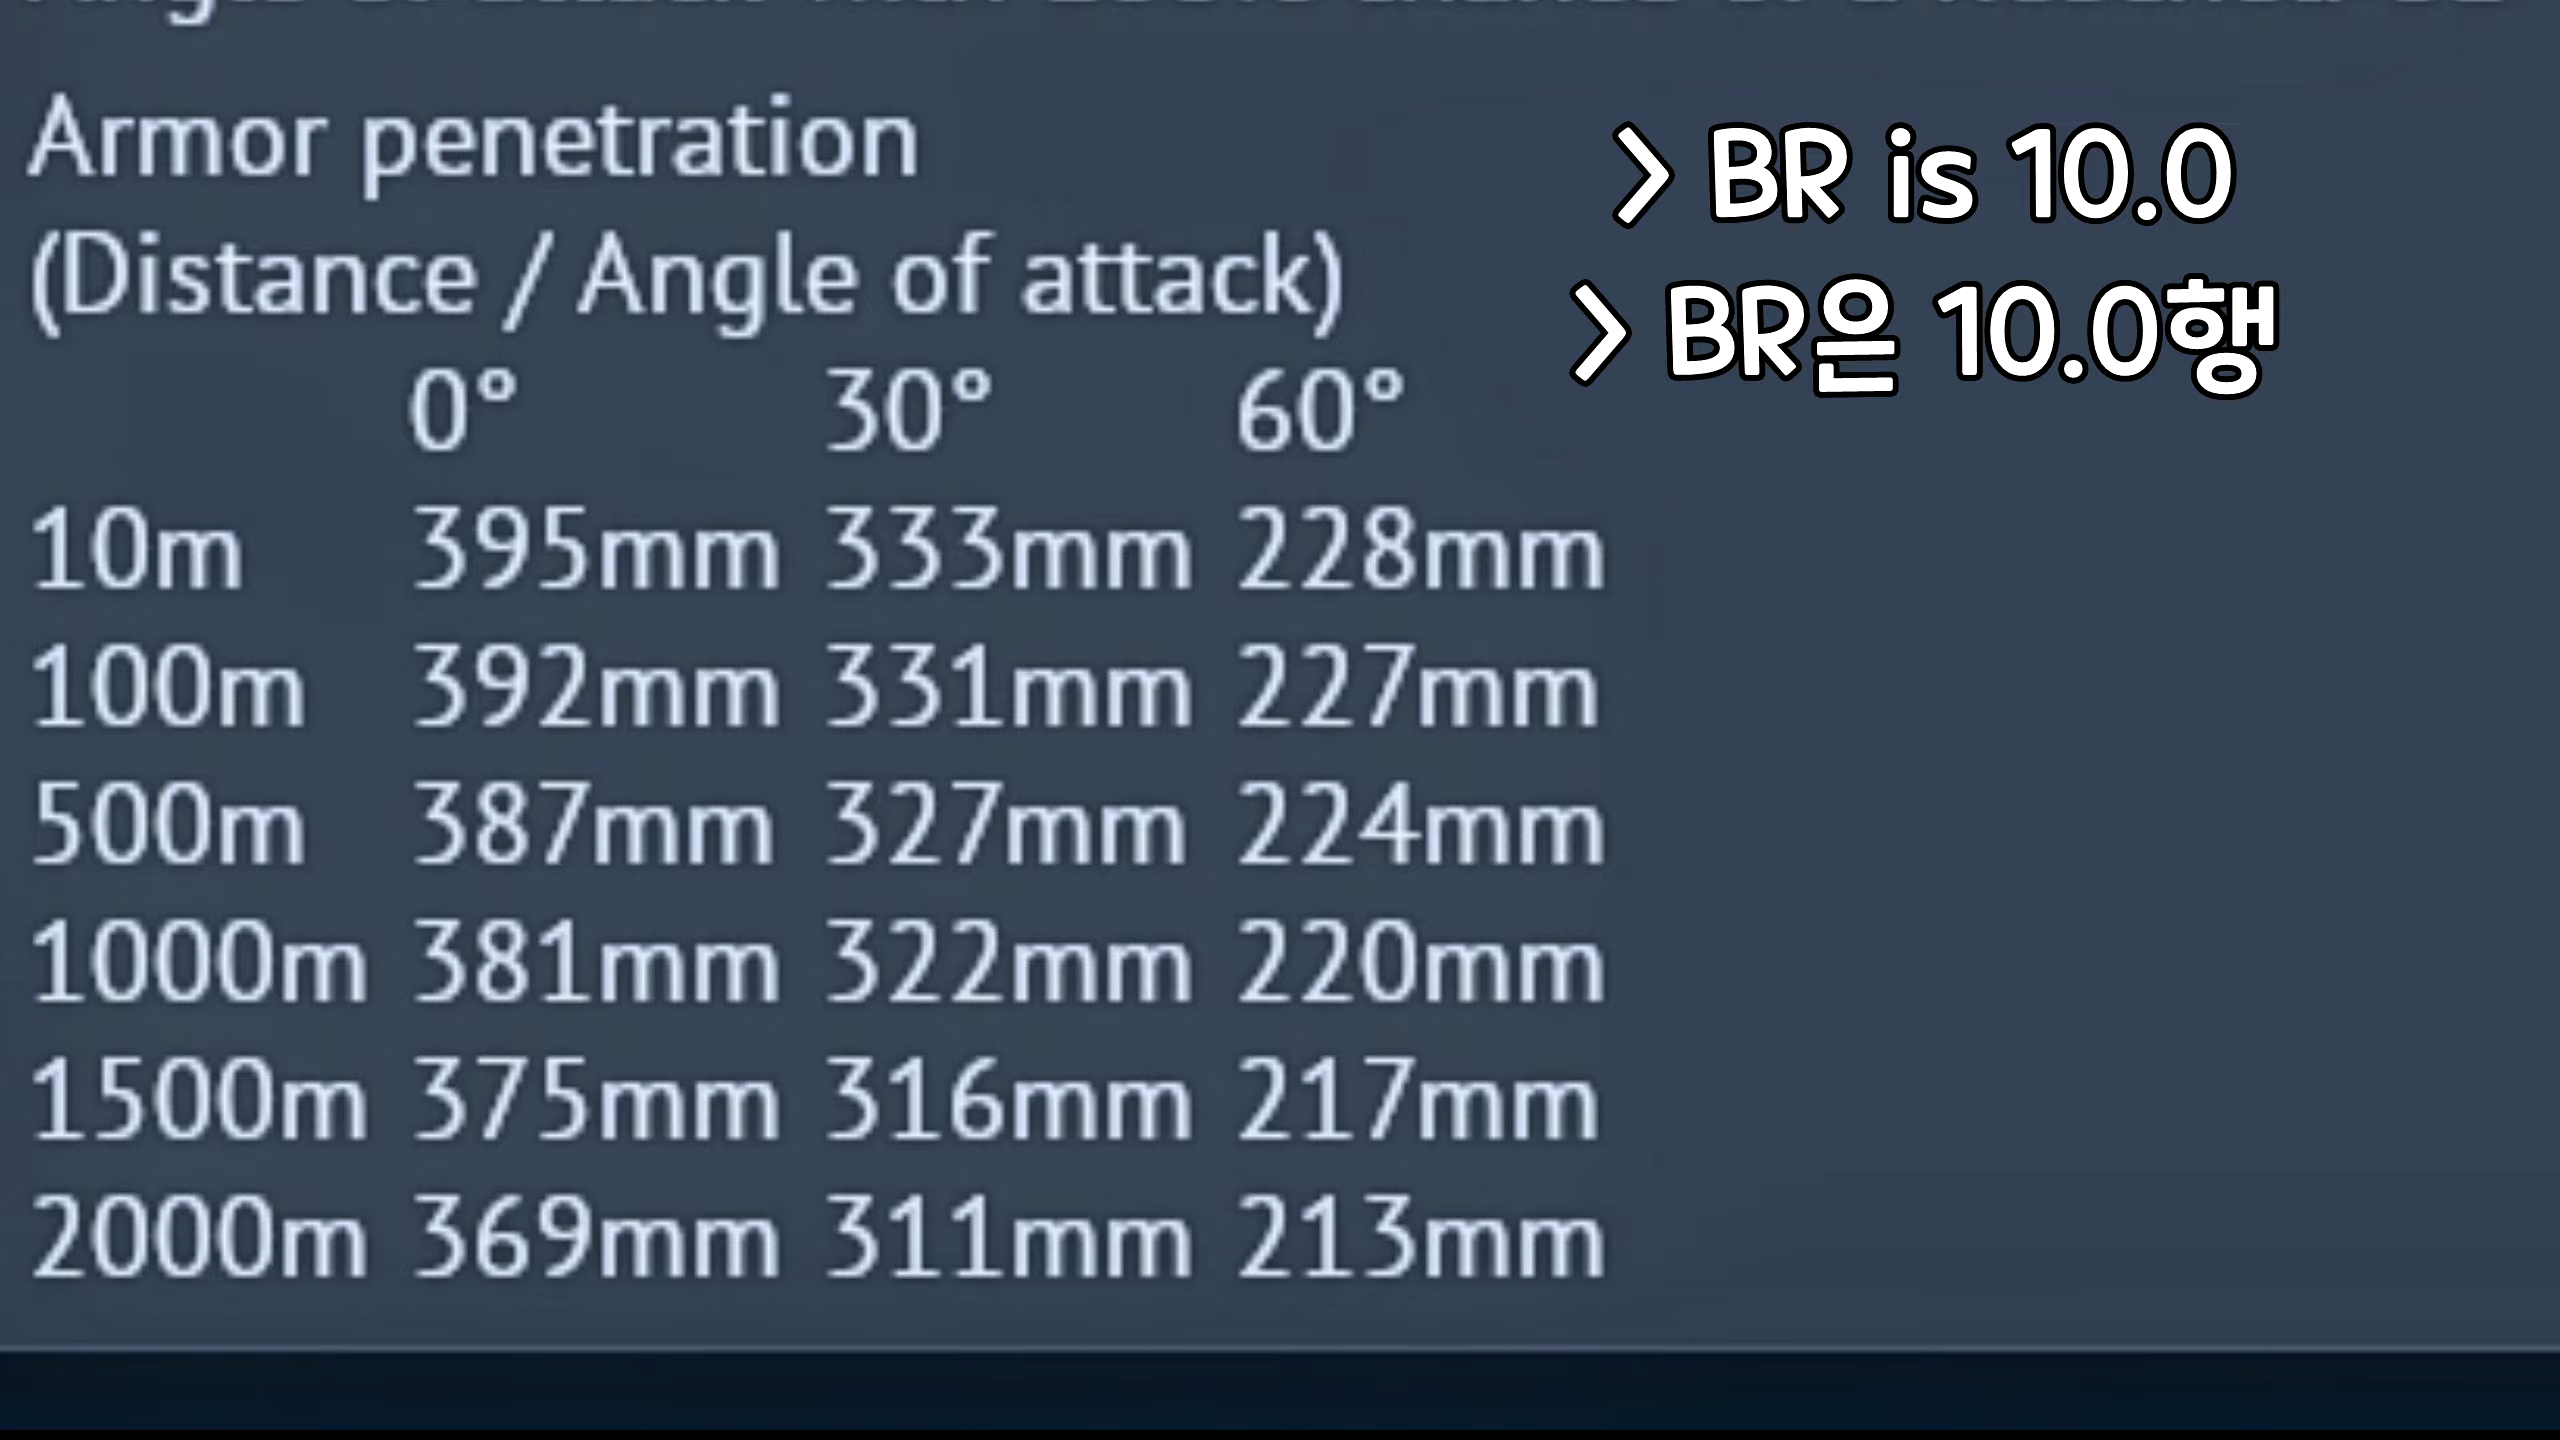 Armor penetration
(Distance / Angle of attack)
0° 30° 60°
10m 395mm 333mm 228mm
100m 392mm 331mm 227mm
500m 387mm 327mm 224mm
1000m 381mm 322mm 220mm
1500m 375mm 316mm 217mm
2000m 369mm 311mm 213mm
> BR is 10.0
> BR은 10.0행